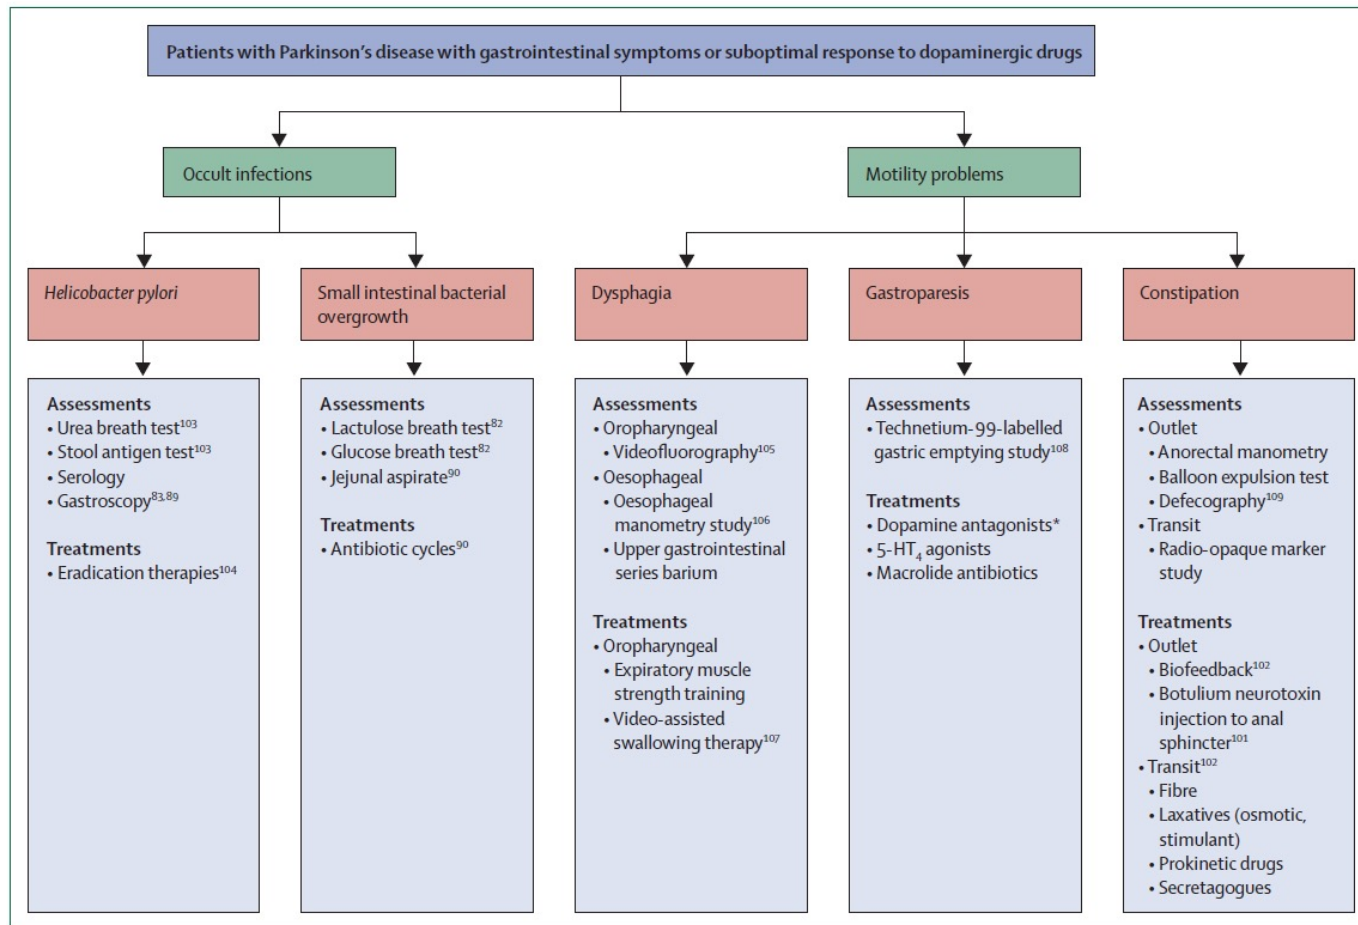 Patients with Parkinson's disease with gastrointestinal symptoms or suboptimal response to dopaminergic drugs
Occult infections
Motility problems
Helicobacter pylori
Small intestinal bacterial
overgrowth
Dysphagia
Gastroparesis
Constipation
Assessments
• Urea breath test¹⁰³
• Stool antigen test¹⁰³
• Serology
• Gastroscopy⁸³,⁸⁹
Treatments
• Eradication therapies¹⁰⁴
Assessments
• Lactulose breath test⁸²
• Glucose breath test⁸²
• Jejunal aspirate⁹⁰
Treatments
• Antibiotic cycles⁹⁰
Assessments
• Oropharyngeal
• Videofluorography¹⁰⁵
• Oesophageal
• Oesophageal
manometry study¹⁰⁶
• Upper gastrointestinal
series barium
Treatments
• Oropharyngeal
• Expiratory muscle
strength training
• Video-assisted
swallowing therapy¹⁰⁷
Assessments
• Technetium-99-labelled
gastric emptying study¹⁰⁸
Treatments
• Dopamine antagonists*
• 5-HT₄ agonists
• Macrolide antibiotics
Assessments
• Outlet
• Anorectal manometry
• Balloon expulsion test
• Defecography¹⁰⁹
• Transit
• Radio-opaque marker
study
Treatments
• Outlet
• Biofeedback¹⁰²
• Botulium neurotoxin
injection to anal
sphincter¹⁰¹
• Transit¹⁰²
• Fibre
• Laxatives (osmotic,
stimulant)
• Prokinetic drugs
• Secretagogues